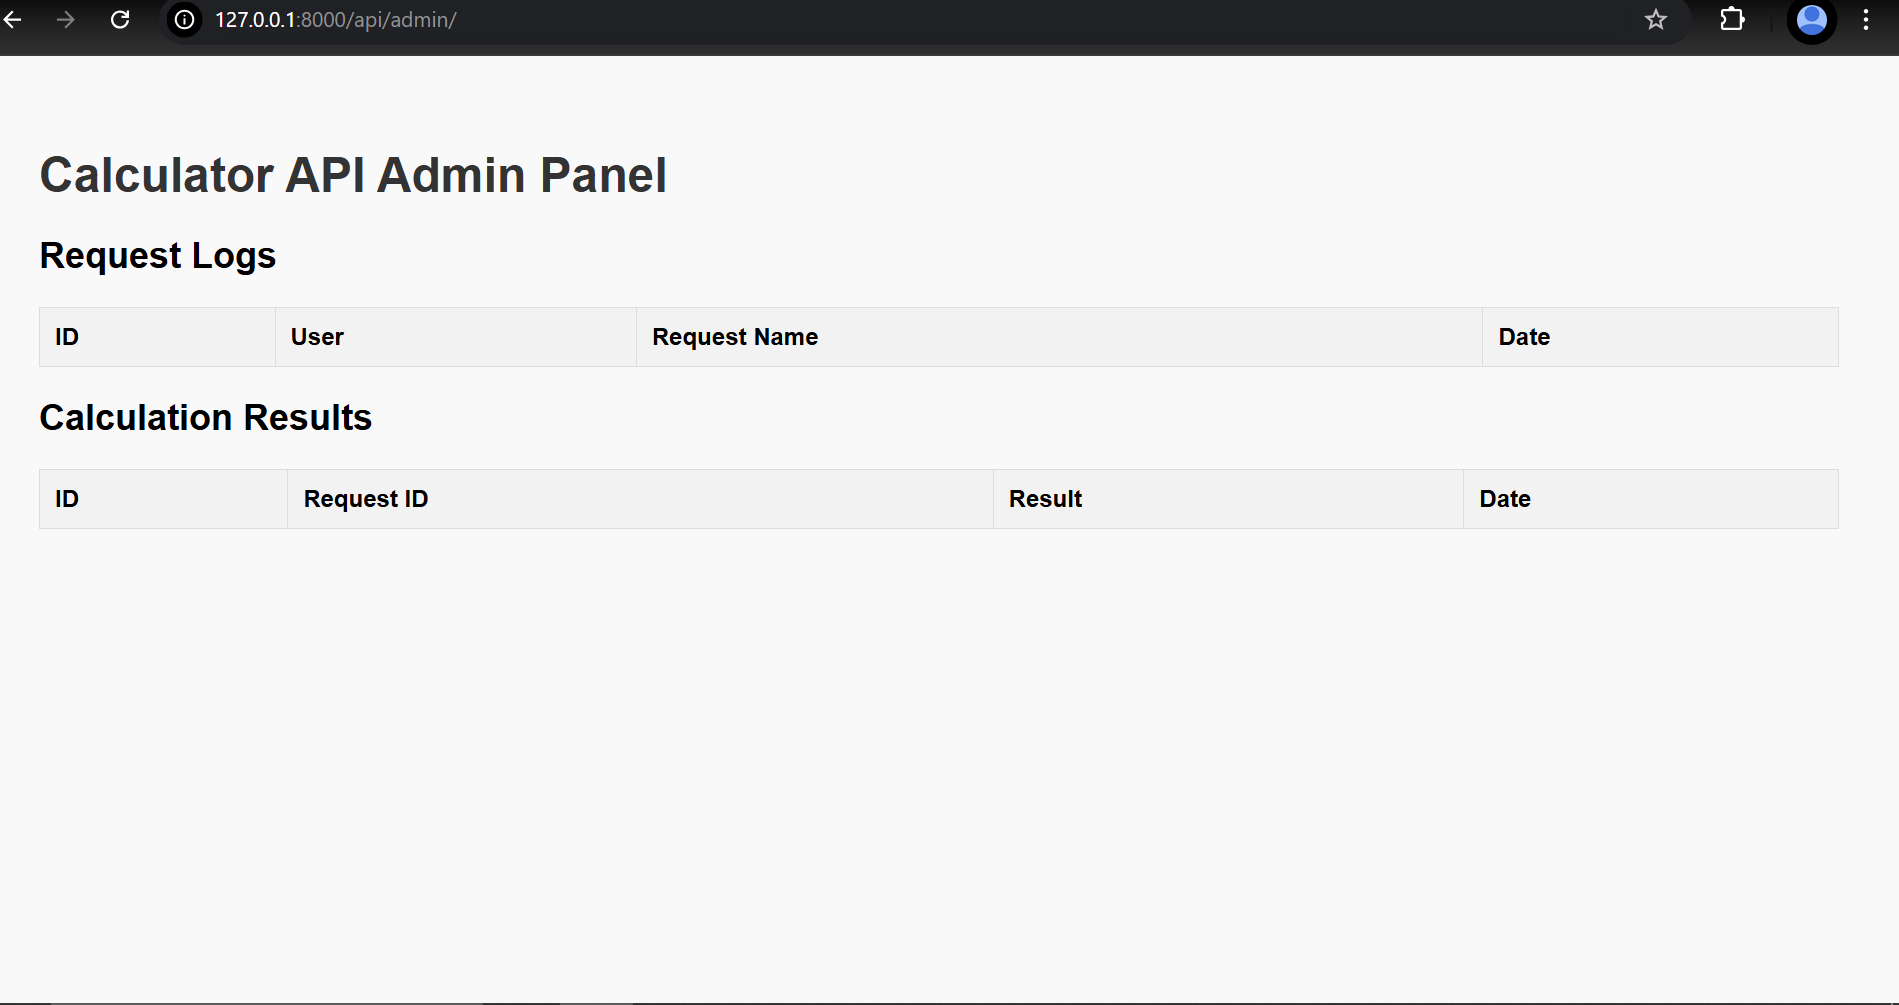 127.0.0.1:8000/api/admin/
Calculator API Admin Panel
Request Logs
ID User Request Name Date
Calculation Results
ID Request ID Result Date